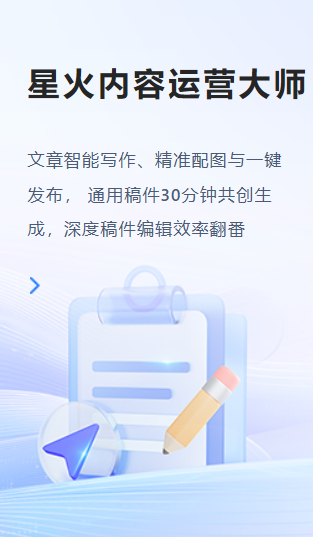 星火内容运营大师
文章智能写作、精准配图与一键
发布， 通用稿件30分钟共创生
成，深度稿件编辑效率翻番